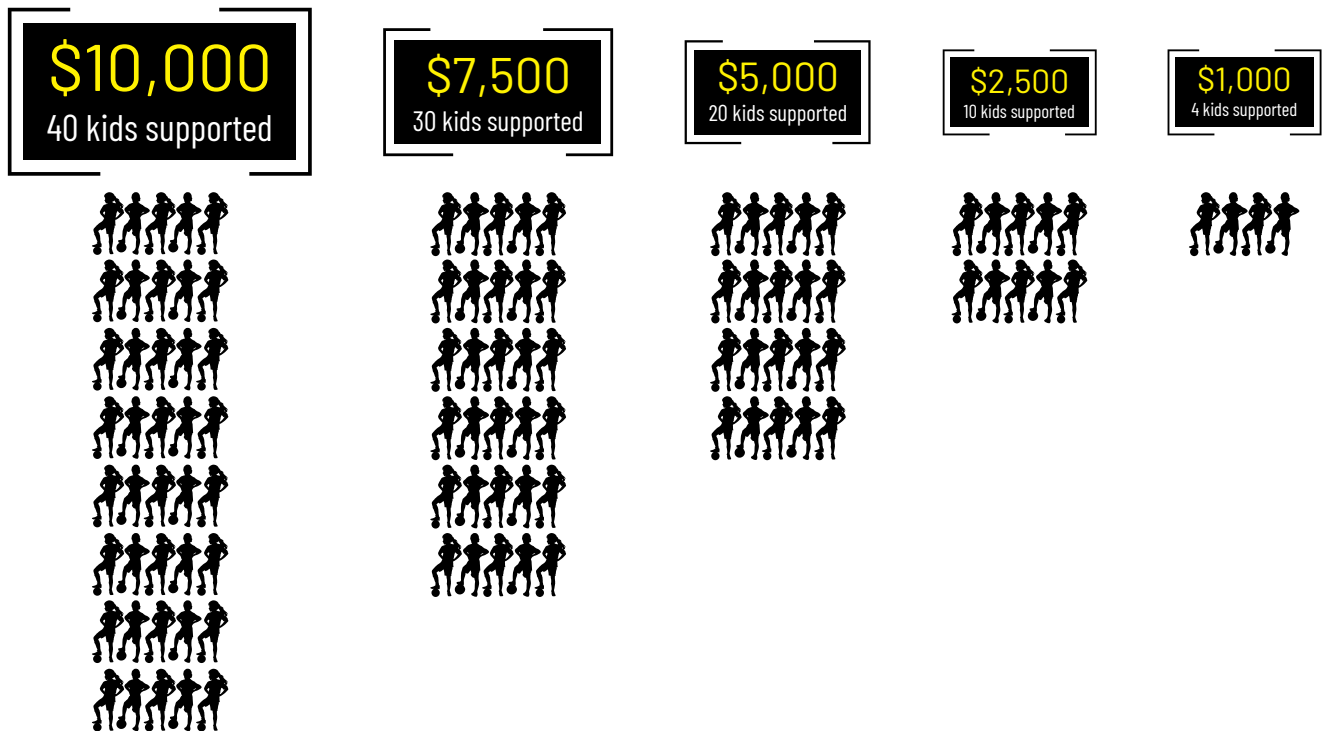 $10,000
40 kids supported
$7,500
30 kids supported
$5,000
20 kids supported
$2,500
10 kids supported
$1,000
4 kids supported